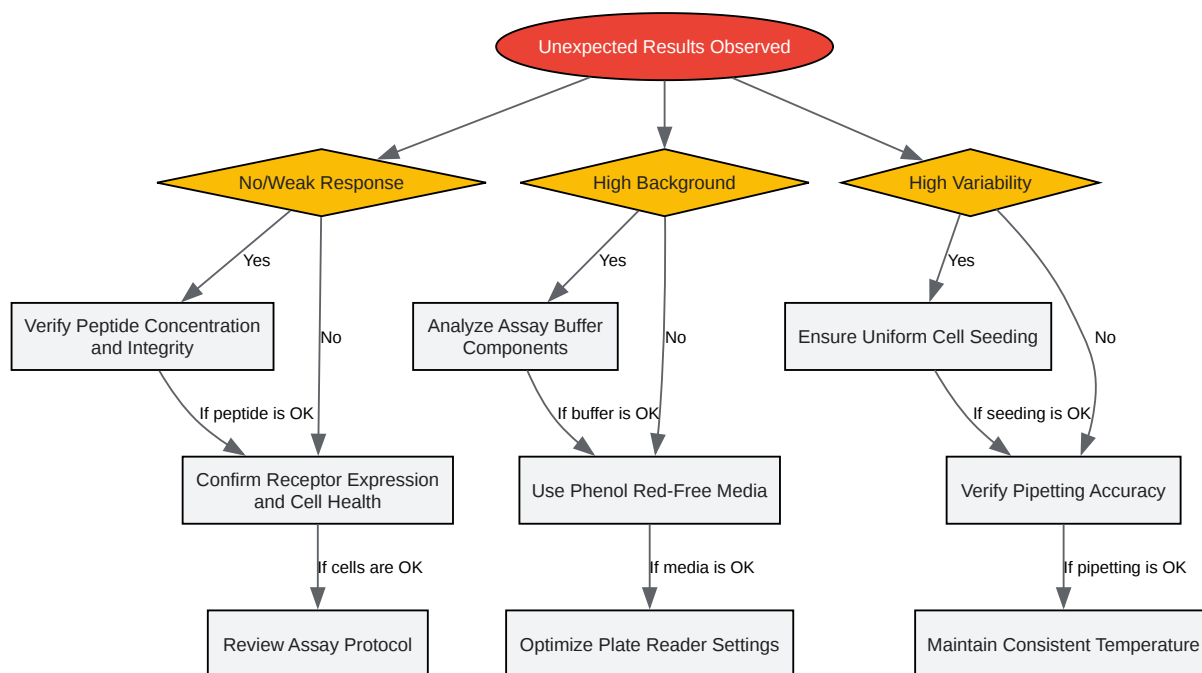 Unexpected Results Observed
No/Weak Response
High Background
High Variability
Yes
Yes
Yes
Verify Peptide Concentration
and Integrity
No
Analyze Assay Buffer
Components
No
Ensure Uniform Cell Seeding
No
If peptide is OK
If buffer is OK
If seeding is OK
Confirm Receptor Expression
and Cell Health
Use Phenol Red-Free Media
Verify Pipetting Accuracy
If cells are OK
If media is OK
If pipetting is OK
Review Assay Protocol
Optimize Plate Reader Settings
Maintain Consistent Temperature